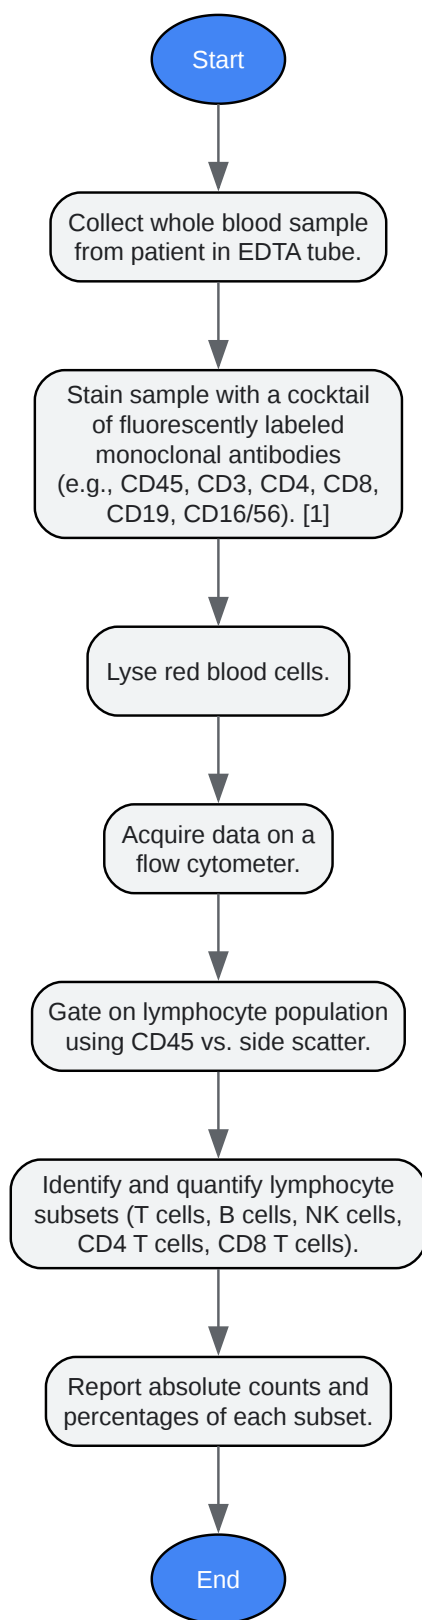 Start
Collect whole blood sample
from patient in EDTA tube.
Stain sample with a cocktail
of fluorescently labeled
monoclonal antibodies
(e.g., CD45, CD3, CD4, CD8,
CD19, CD16/56). [1]
Lyse red blood cells.
Acquire data on a
flow cytometer.
Gate on lymphocyte population
using CD45 vs. side scatter.
Identify and quantify lymphocyte
subsets (T cells, B cells, NK cells,
CD4 T cells, CD8 T cells).
Report absolute counts and
percentages of each subset.
End